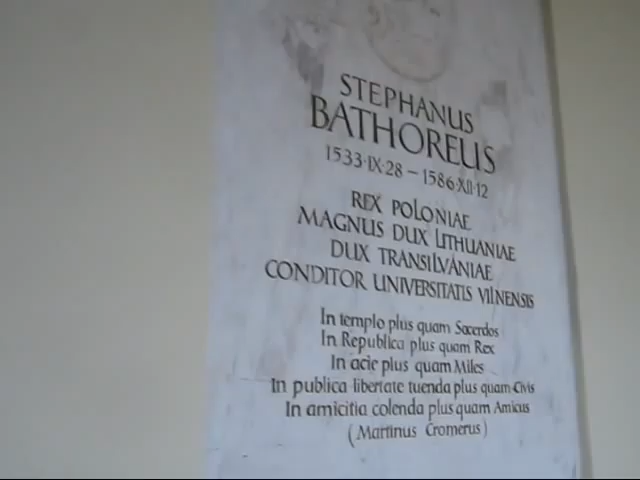 STEPHANUS
BATHOREUS
1533·IX·28 – 1586·XII·12
REX POLONIAE
MAGNUS DUX LITHUANIAE
DUX TRANSILVÁNIAE
CONDITOR UNIVERSITATIS VILNENSIS
In templo plus quam Sacerdos
In Republica plus quam Rex
In acie plus quam Miles
In publica libertate tuenda plus quam Civis
In amicitia colenda plus quam Amicus
(Martinus Cromerus)